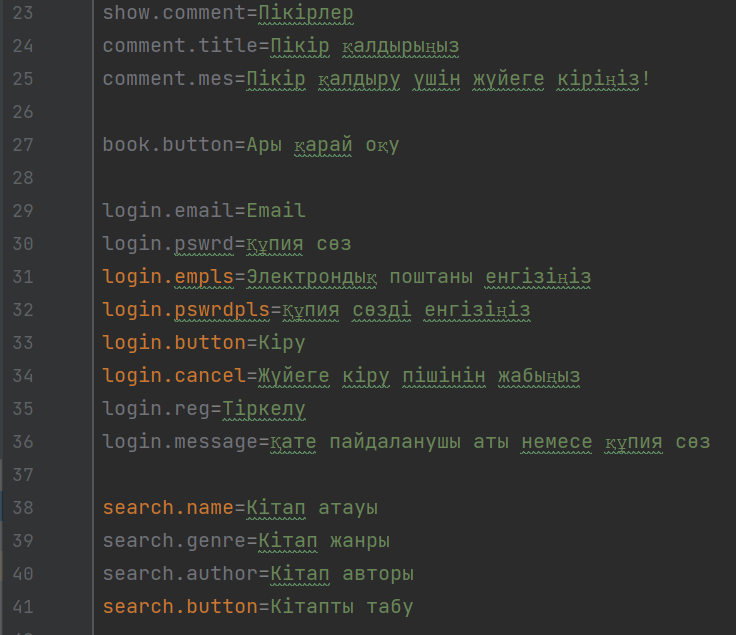 23 show.comment=Пікірлер
24 comment.title=Пікір қалдырыңыз
25 comment.mes=Пікір қалдыру үшін жүйеге кіріңіз!
26
27 book.button=Ары қарай оқу
28
29 login.email=Email
30 login.pswrd=Құпия сөз
31 login.empls=Электрондық поштаны енгізіңіз
32 login.pswrdpls=Құпия сөзді енгізіңіз
33 login.button=Кіру
34 login.cancel=Жүйеге кіру пішінін жабыңыз
35 login.reg=Тіркелу
36 login.message=Қате пайдаланушы аты немесе құпия сөз
37
38 search.name=Кітап атауы
39 search.genre=Кітап жанры
40 search.author=Кітап авторы
41 search.button=Кітапты табу